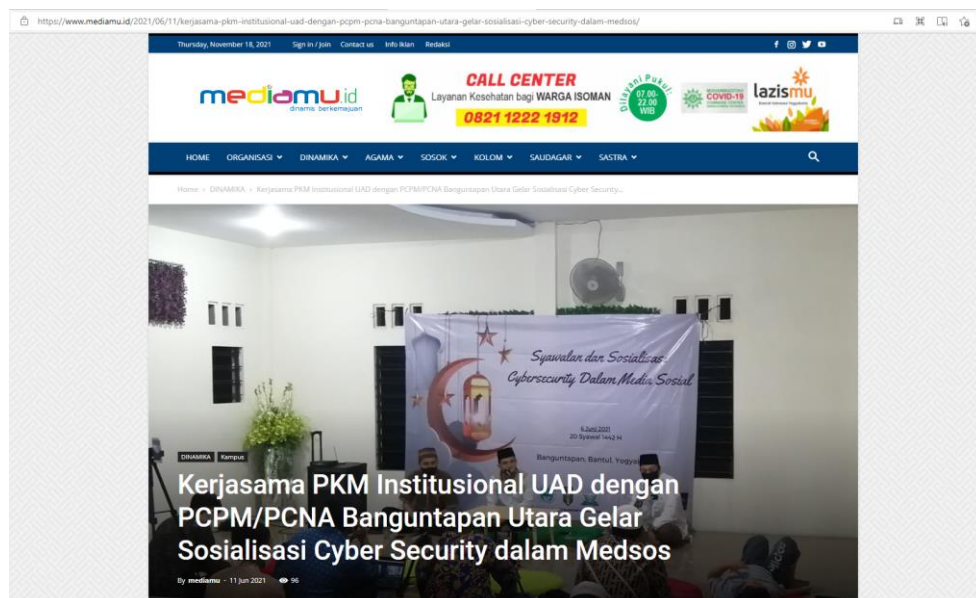 https://www.mediamu.id/2021/06/11/kerjasama-pkm-institusional-uad-dengan-pcpm-pcna-banguntapan-utara-gelar-sosialisasi-cyber-security-dalam-medsos/
Thursday, November 18, 2021 Sign in / Join Contact us Info Iklan Redaksi
mediamu.id
dinamis berkemajuan
CALL CENTER
Layanan Kesehatan bagi WARGA ISOMAN
0821 1222 1912
Dilayani Pukul:
07.00-
22.00
WIB
MUHAMMADIYAH
COVID-19
COMMAND CENTER
lazismu
HOME ORGANISASI DINAMIKA AGAMA SOSOK KOLOM SAUDAGAR SASTRA
Home › DINAMIKA › Kerjasama PKM Institusional UAD dengan PCPM/PCNA Banguntapan Utara Gelar Sosialisasi Cyber Security...
Syawalan dan Sosialisas
Cybersecurity Dalam Media Sosial
6 Juni 2021
20 Syawal 1442 H
Banguntapan, Bantul, Yogya
DINAMIKA Kampus
Kerjasama PKM Institusional UAD dengan
PCPM/PCNA Banguntapan Utara Gelar
Sosialisasi Cyber Security dalam Medsos
By mediamu - 11 Jun 2021 96